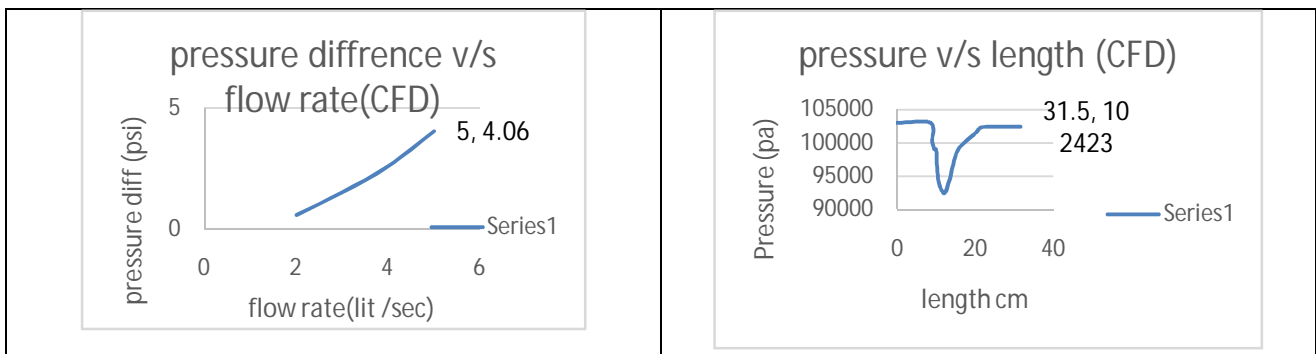 pressure diffrence v/s
flow rate(CFD)
5
0
pressure diff (psi)
5, 4.06
Series1
0 2 4 6
flow rate(lit /sec)
pressure v/s length (CFD)
105000
100000
95000
90000
Pressure (pa)
31.5, 10
2423
Series1
0 20 40
length cm